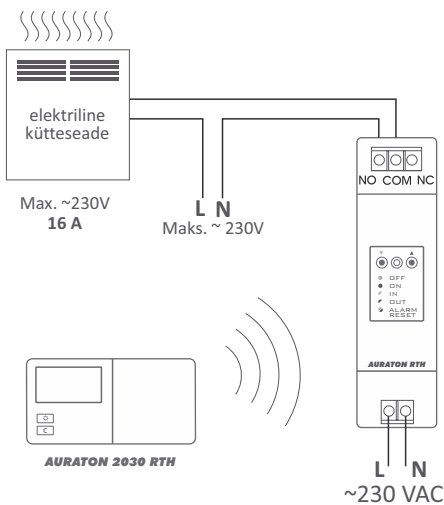 elektriline
kütteseade
Max. ~230V
16 A
L N
Maks. ~ 230V
NO COM NC
OFF
ON
IN
OUT
ALARM
RESET
AURATON RTH
C
AURATON 2030 RTH
L N
~230 VAC